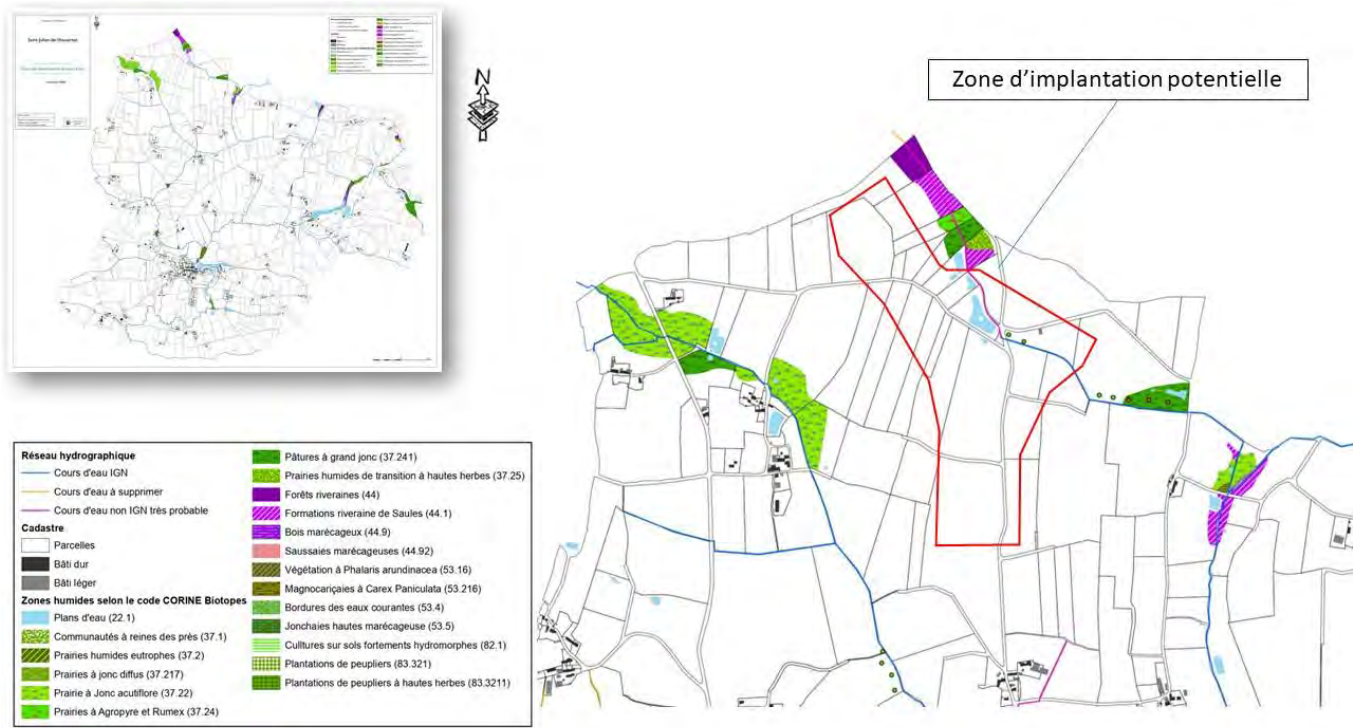 N
Zone d'implantation potentielle
Réseau hydrographique
Cours d'eau IGN
Cours d'eau à supprimer
Cours d'eau non IGN très probable
Cadastre
Parcelles
Bâti dur
Bâti léger
Zones humides selon le code CORINE Biotopes
Plans d'eau (22.1)
Communautés à reines des près (37.1)
Prairies humides eutrophes (37.2)
Prairies à jonc diffus (37.217)
Prairie à Jonc acutiflore (37.22)
Prairies à Agropyre et Rumex (37.24)
Pâtures à grand jonc (37.241)
Prairies humides de transition à hautes herbes (37.25)
Forêts riveraines (44)
Formations riveraine de Saules (44.1)
Bois marécageux (44.9)
Saussaies marécageuses (44.92)
Végétation à Phalaris arundinacea (53.16)
Magnocariçaies à Carex Paniculata (53.216)
Bordures des eaux courantes (53.4)
Jonchaies hautes marécageuse (53.5)
Cultures sur sols fortements hydromorphes (82.1)
Plantations de peupliers (83.321)
Plantations de peupliers à hautes herbes (83.3211)